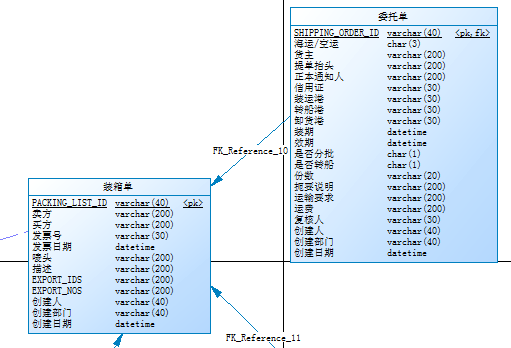 委托单
SHIPPING_ORDER_ID varchar(40) <pk,fk>
海运/空运 char(3)
货主 varchar(200)
提单抬头 varchar(200)
正本通知人 varchar(200)
信用证 varchar(30)
装运港 varchar(30)
转船港 varchar(30)
卸货港 varchar(30)
装期 datetime
效期 datetime
是否分批 char(1)
是否转船 char(1)
份数 varchar(20)
扼要说明 varchar(200)
运输要求 varchar(200)
运费 varchar(200)
复核人 varchar(30)
创建人 varchar(40)
创建部门 varchar(40)
创建日期 datetime
FK_Reference_10
装箱单
PACKING_LIST_ID varchar(40) <pk>
卖方 varchar(200)
买方 varchar(200)
发票号 varchar(30)
发票日期 datetime
唛头 varchar(200)
描述 varchar(200)
EXPORT_IDS varchar(200)
EXPORT_NOS varchar(200)
创建人 varchar(40)
创建部门 varchar(40)
创建日期 datetime
FK_Reference_11